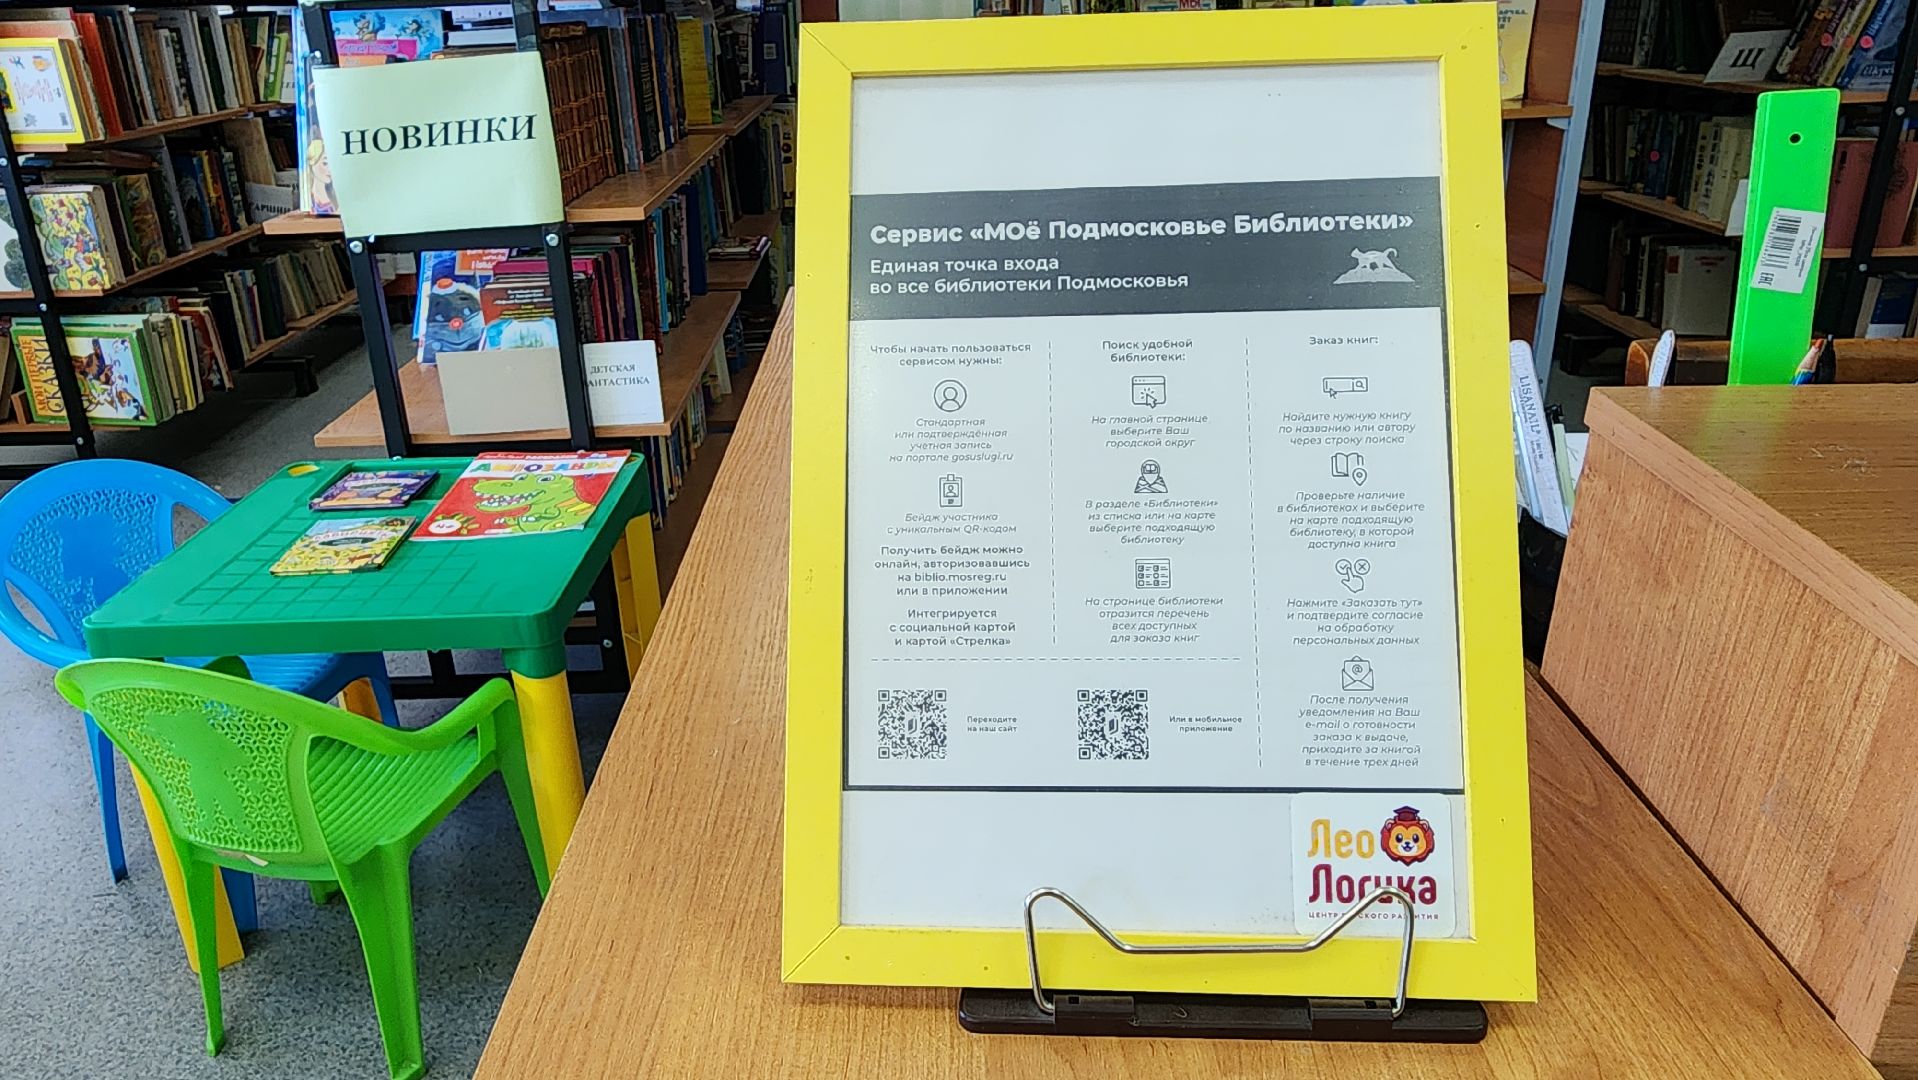 НОВИНКИ
ДЕТСКАЯ
МОИ ПЕРВЫЕ
СКАЗКИ
Щ
LISANAIL
Сервис «МОё Подмосковье Библиотеки»
Единая точка входа
во все библиотеки Подмосковья
Чтобы начать пользоваться
сервисом нужны:
Стандартная
или подтверждённая
учетная запись
на портале gosuslugi.ru
Бейдж участника
с уникальным QR-кодом
Получить бейдж можно
онлайн, авторизовавшись
на biblio.mosreg.ru
или в приложении
Интегрируется
с социальной картой
и картой «Стрелка»
Поиск удобной
библиотеки:
На главной странице
выберите Ваш
городской округ
В разделе «Библиотеки»
из списка или на карте
выберите подходящую
библиотеку
На странице библиотеки
отразится перечень
всех доступных
для заказа книг
Заказ книг:
Найдите нужную книгу
по названию или автору
через строку поиска
Проверьте наличие
в библиотеках и выберите
на карте подходящую
библиотеку, в которой
доступна книга
Нажмите «Заказать тут»
и подтвердите согласие
на обработку
персональных данных
После получения
уведомления на Ваш
e-mail о готовности
заказа к выдаче,
приходите за книгой
в течение трех дней
Переходите
на наш сайт
Или в мобильное
приложение
Лео
Логика